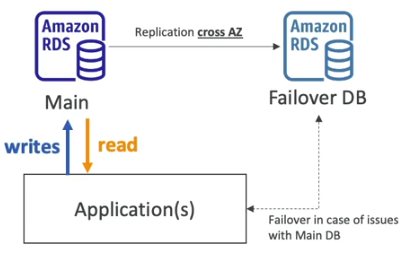 Amazon
RDS
Replication cross AZ
Amazon
RDS
Main
Failover DB
writes
read
Application(s)
Failover in case of issues
with Main DB